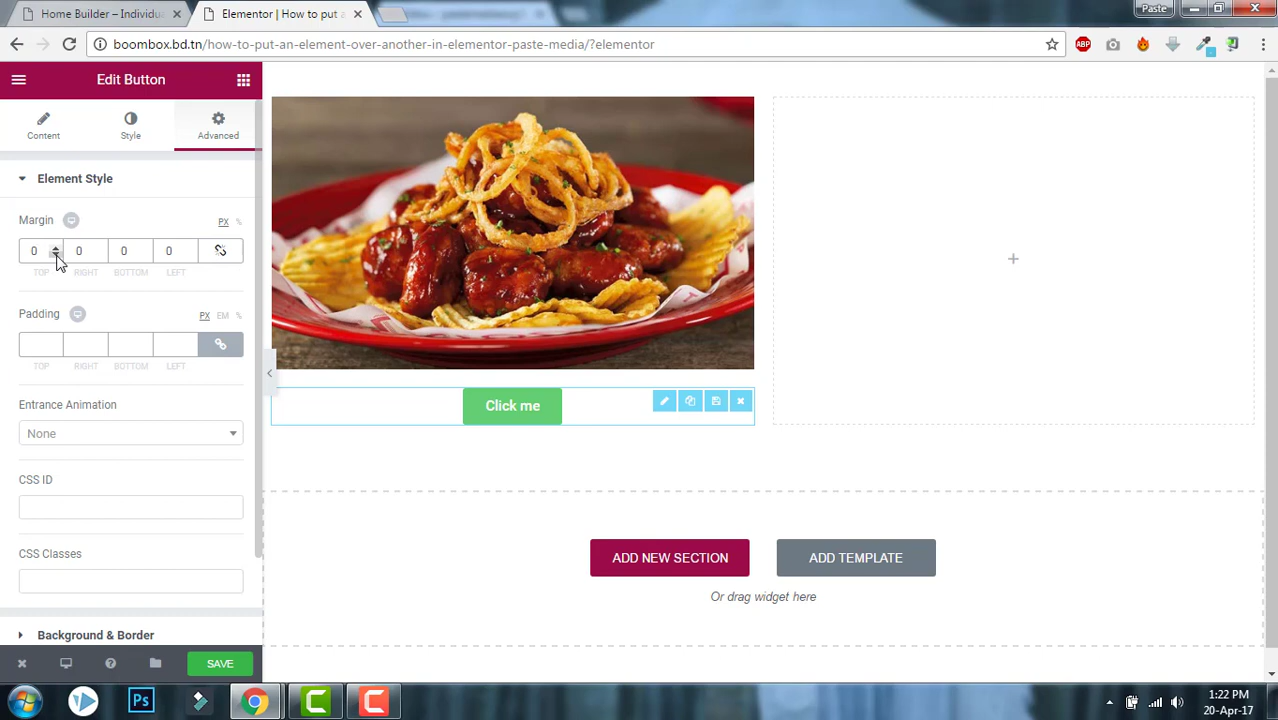 Home Builder – Individu
Elementor | How to put a
Paste
boombox.bd.tn/how-to-put-an-element-over-another-in-elementor-paste-media/?elementor
ABP
Edit Button
Content
Style
Advanced
Element Style
Margin
PX %
0 0 0 0
TOP RIGHT BOTTOM LEFT
Padding
PX EM %
TOP RIGHT BOTTOM LEFT
Entrance Animation
None
CSS ID
CSS Classes
Background & Border
SAVE
Click me
ADD NEW SECTION
ADD TEMPLATE
Or drag widget here
Ps
1:22 PM
20-Apr-17